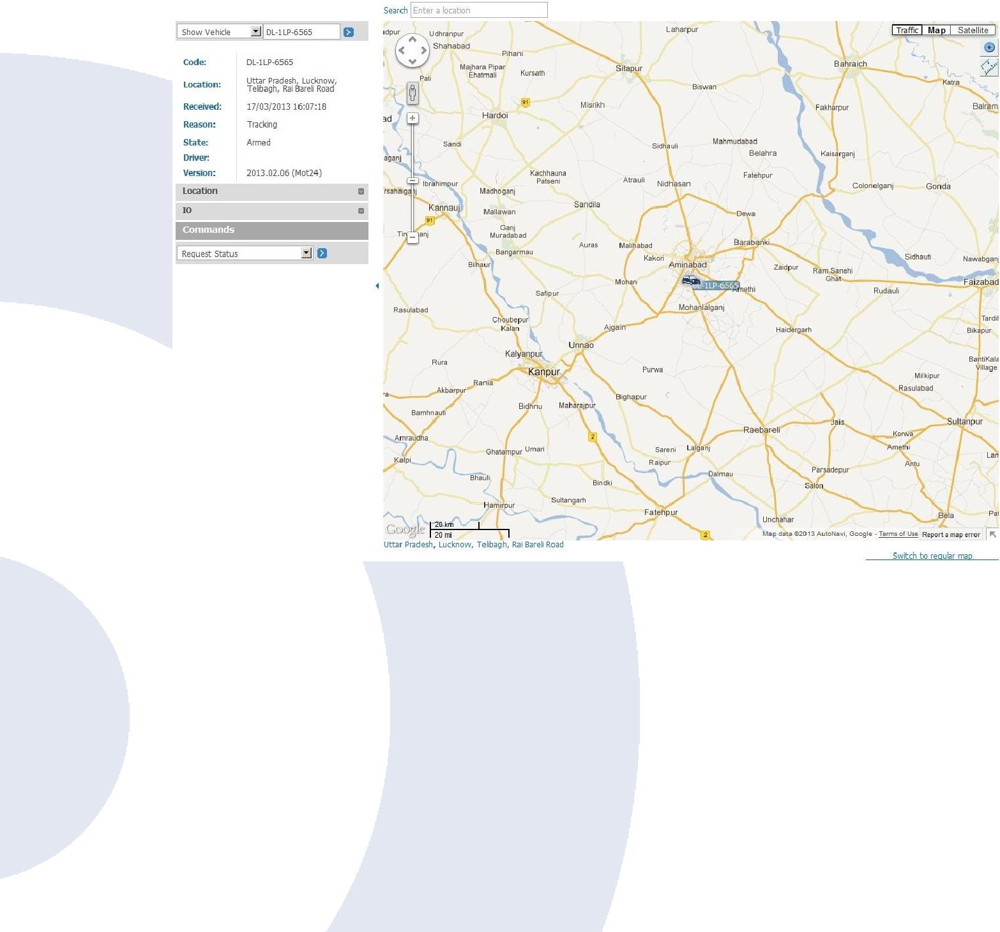 Search Enter a location
Show Vehicle DL-1LP-6565
Code: DL-1LP-6565
Location: Uttar Pradesh, Lucknow,
Telibagh, Rai Bareli Road
Received: 17/03/2013 16:07:18
Reason: Tracking
State: Armed
Driver:
Version: 2013.02.06 (Mot24)
Location
IO
Commands
Request Status
Traffic Map Satellite
Laharpur
Udhranpur
Shahabad
Pihani
Majhara Pipar
Ehatmali
Kursath
Pali
Sitapur
Bahraich
Katra
Biswan
91
Misrikh
Fakharpur
Balram
Hardoi
ad
Sandi
Sidhauli
Mahmudabad
Belahra
Kaisarganj
aganj
Kachhauna
Patseni
Atrauli
Nidhasan
Fatehpur
Colonelganj
Gonda
Ibrahimpur
rsahaiganj
Madhoganj
Kannauj
Mallawan
Sandila
Dewa
91
Ganj
Muradabad
Auras
Malihabad
Barabanki
Bangarmau
Kakori
Aminabad
Bilhaur
Zaidpur
Ram Sanehi
Ghat
Sidhauti
Nawabganj
Mohan
DL-1LP-6565
Amethi
Faizabad
Safipur
Rudauli
Rasulabad
Mohanlalganj
Choubepur
Kalan
Ajgain
Haidergarh
Tardih
Bikapur
Unnao
Kalyanpur
Kanpur
Rura
Purwa
BantiKala
Village
Milkipur
Rasulabad
Rania
Akbarpur
ra
Bighapur
Bidhnu
Maharajpur
Bamhnauti
Jais
Sultanpur
Raebareli
Korwa
Amethi
Amraudha
2
Kalpi
Ghatampur
Umari
Sareni
Lalganj
Raipur
Antu
Lan
Bhauli
Bindki
Dalmau
Parsadepur
Salon
Hamirpur
Sultangarh
Fatehpur
Unchahar
Bela
Pat
Google
20 km
20 mi
2
Map data ©2013 AutoNavi, Google - Terms of Use Report a map error
Uttar Pradesh, Lucknow, Telibagh, Rai Bareli Road
Switch to regular map